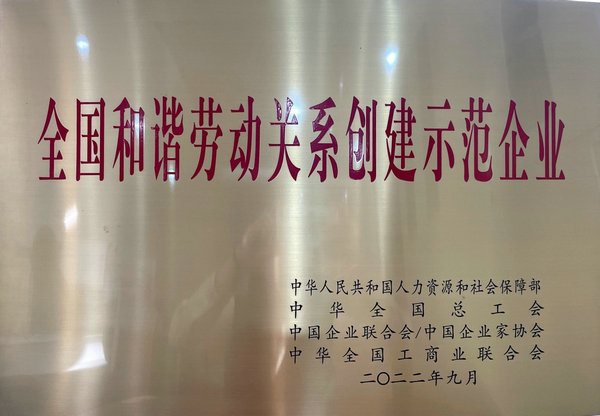 全国和谐劳动关系创建示范企业
中华人民共和国人力资源和社会保障部
中华全国总工会
中国企业联合会/中国企业家协会
中华全国工商业联合会
二〇二二年九月